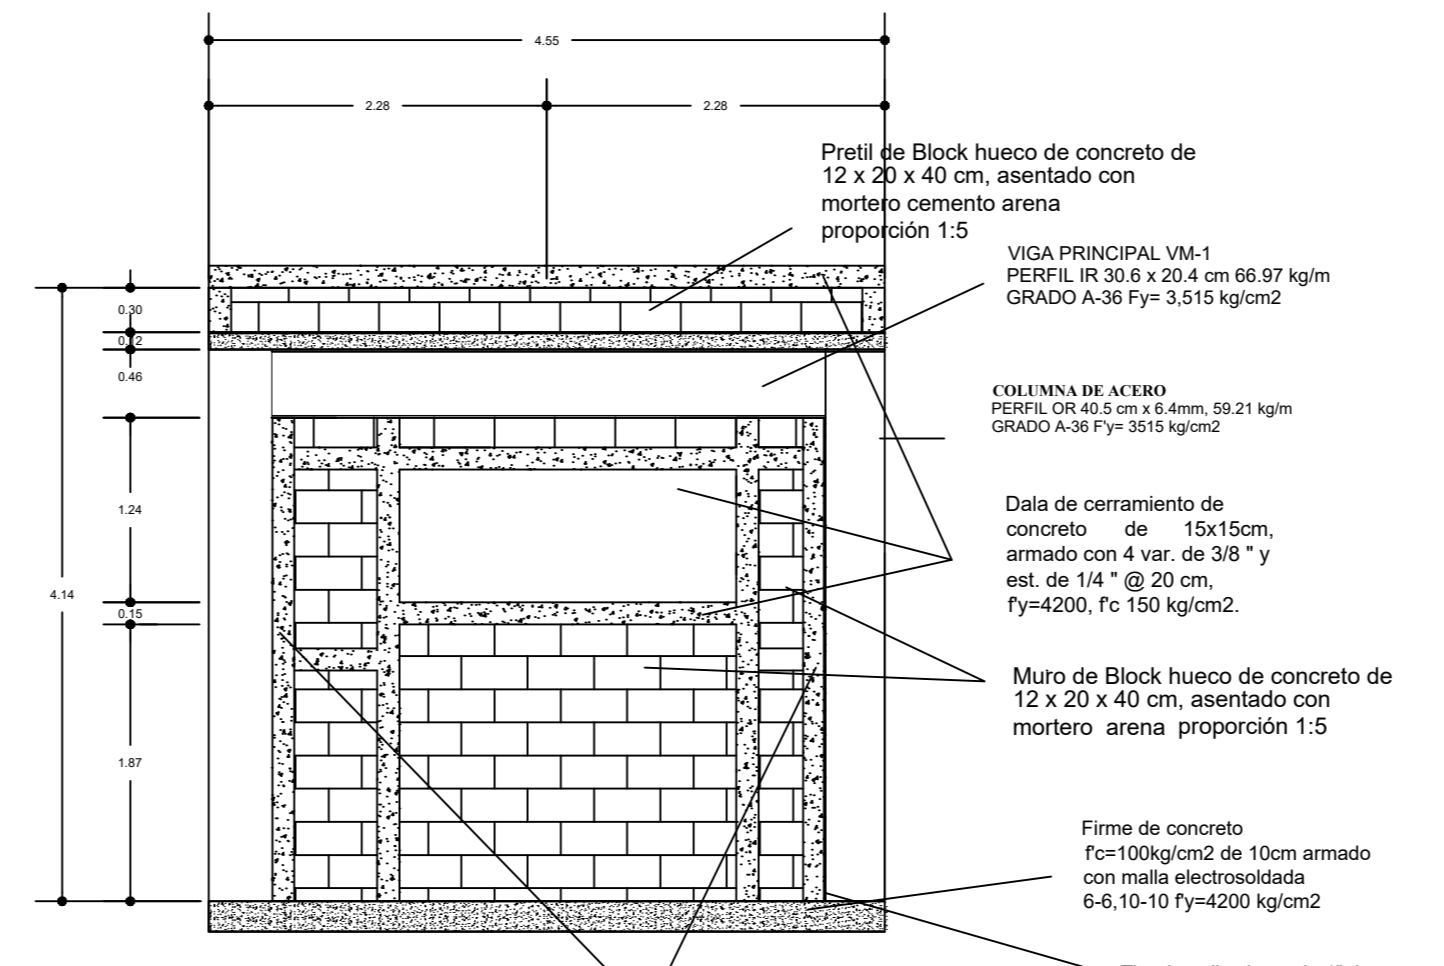 4.55
2.28
2.28
Pretil de Block hueco de concreto de
12 x 20 x 40 cm, asentado con
mortero cemento arena
proporción 1:5
VIGA PRINCIPAL VM-1
PERFIL IR 30.6 x 20.4 cm 66.97 kg/m
GRADO A-36 Fy= 3,515 kg/cm2
0.30
0.12
0.46
COLUMNA DE ACERO
PERFIL OR 40.5 cm x 6.4mm, 59.21 kg/m
GRADO A-36 F'y= 3515 kg/cm2
1.24
Dala de cerramiento de
concreto de 15x15cm,
armado con 4 var. de 3/8 " y
est. de 1/4 " @ 20 cm,
f'y=4200, f'c 150 kg/cm2.
4.14
0.15
Muro de Block hueco de concreto de
12 x 20 x 40 cm, asentado con
mortero arena proporción 1:5
1.87
Firme de concreto
f'c=100kg/cm2 de 10cm armado
con malla electrosoldada
6-6,10-10 f'y=4200 kg/cm2